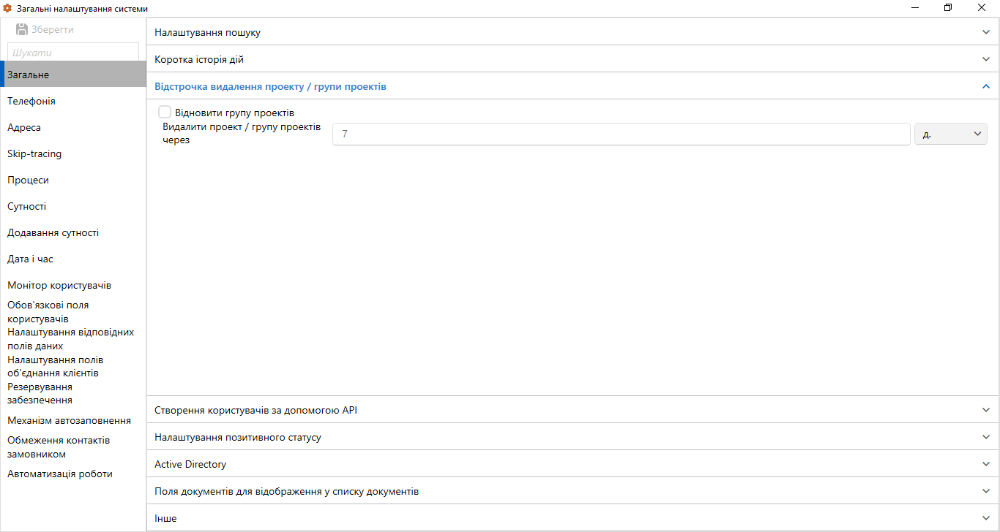 Загальні налаштування системи
Зберегти
Шукати
Загальне
Телефонія
Адреса
Skip-tracing
Процеси
Сутності
Додавання сутності
Дата і час
Монітор користувачів
Обов'язкові поля
користувачів
Налаштування відповідних
полів даних
Налаштування полів
об'єднання клієнтів
Резервування
забезпечення
Механізм автозаповнення
Обмеження контактів
замовником
Автоматизація роботи
Налаштування пошуку
Коротка історія дій
Відстрочка видалення проекту / групи проектів
Відновити групу проектів
Видалити проект / групу проектів
через
7
д.
Створення користувачів за допомогою API
Налаштування позитивного статусу
Active Directory
Поля документів для відображення у списку документів
Інше